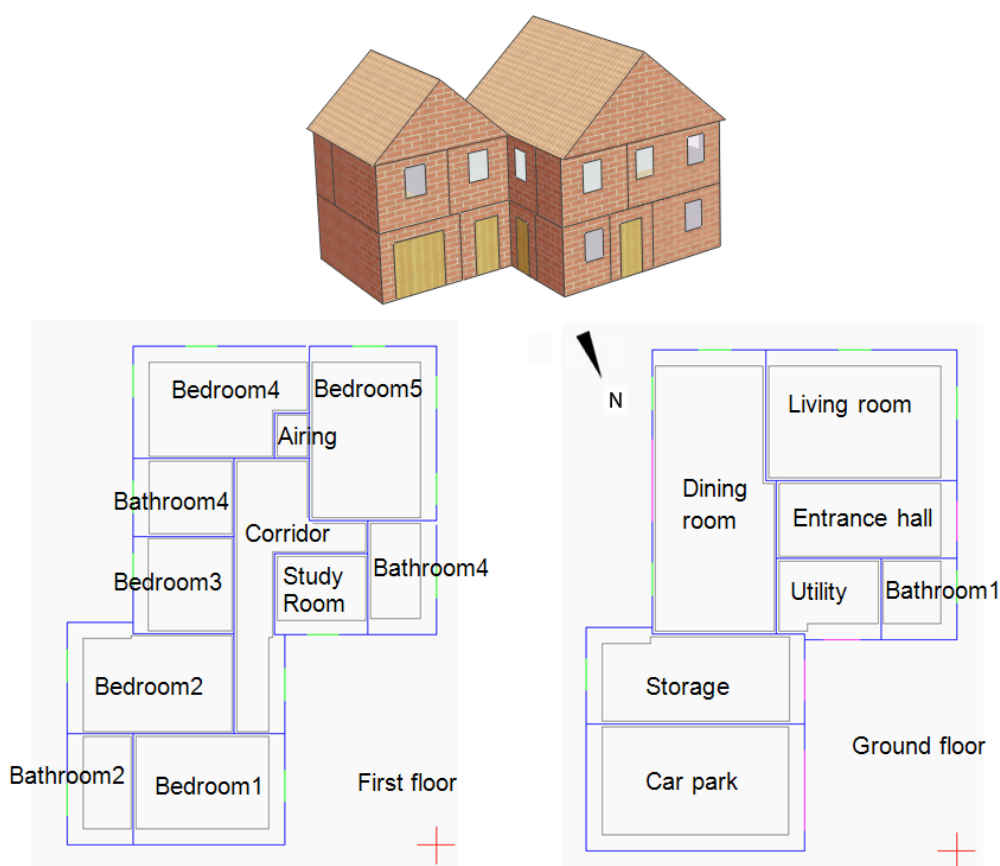 N
Bedroom4
Bedroom5
Airing
Bathroom4
Corridor
Bedroom3
Study
Room
Bathroom4
Bedroom2
Bathroom2
Bedroom1
First floor
Living room
Dining
room
Entrance hall
Utility
Bathroom1
Storage
Car park
Ground floor